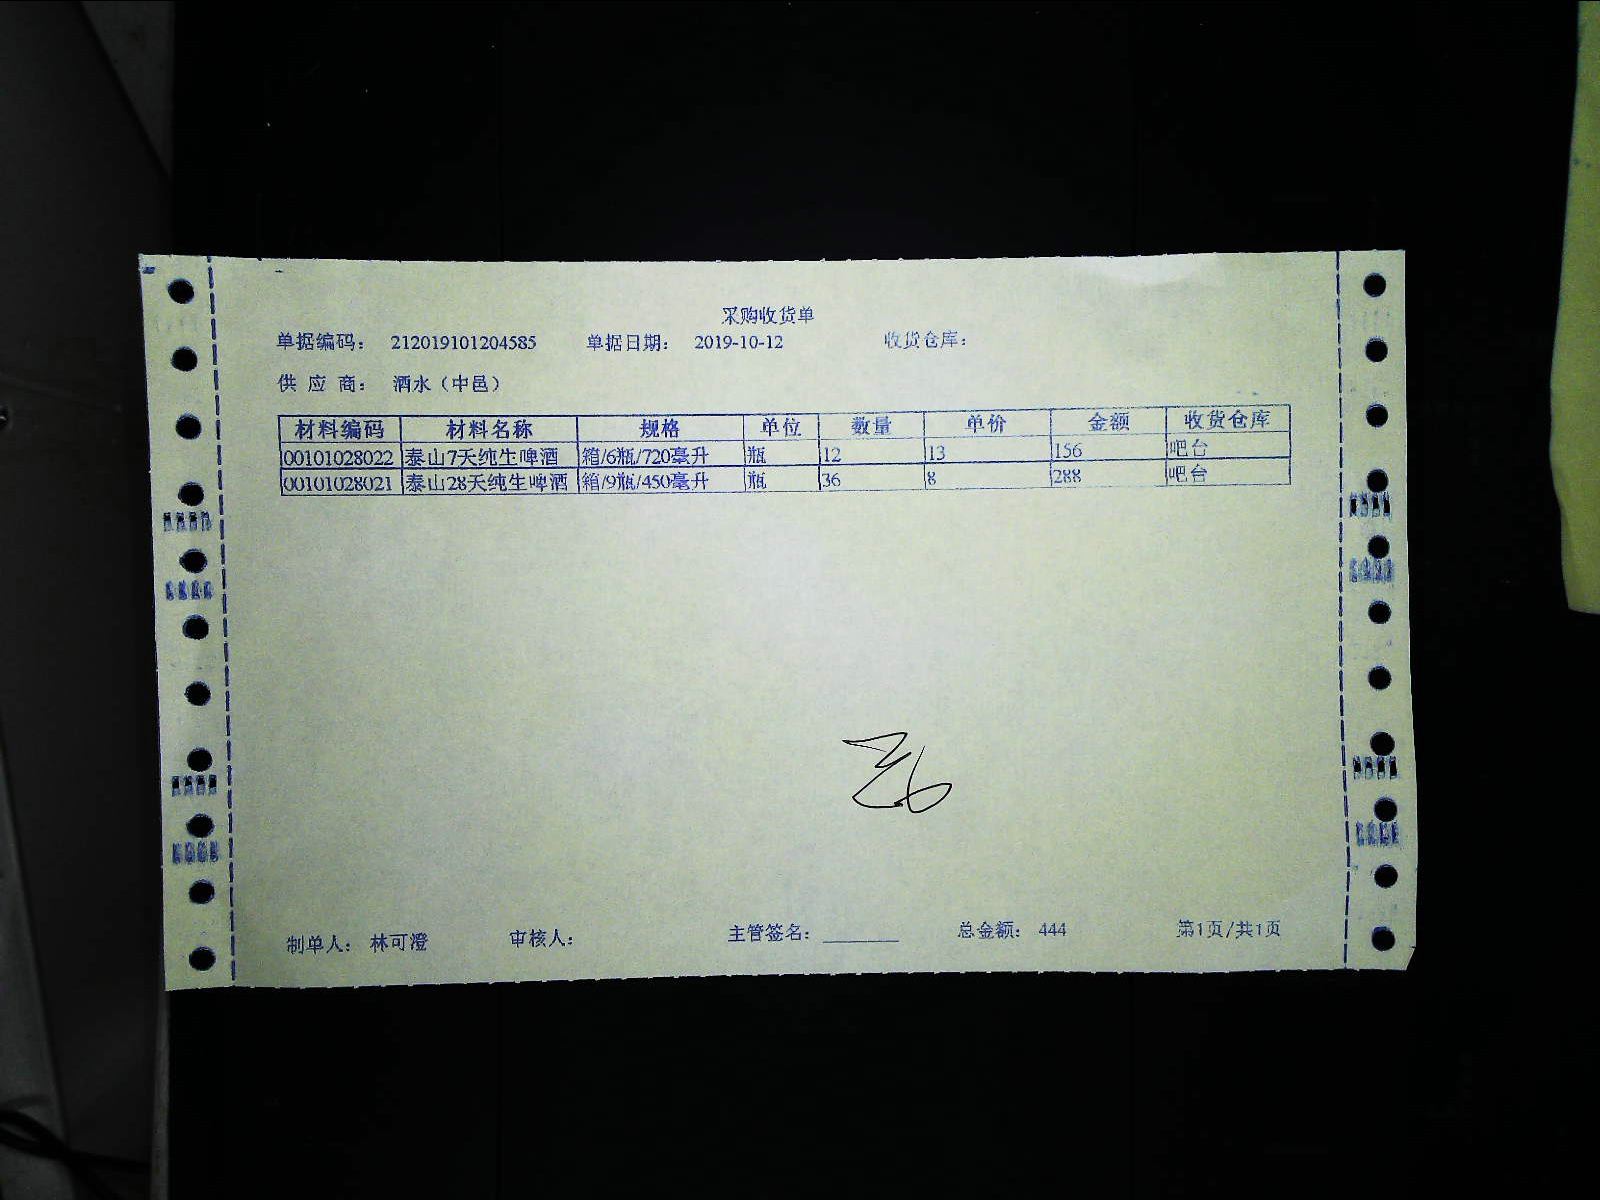 采购收货单
单据编码： 212019101204585 单据日期： 2019-10-12 收货仓库：
供 应 商： 酒水（中邑）
材料编码 材料名称 规格 单位 数量 单价 金额 收货仓库
00101028022 泰山7天纯生啤酒 箱/6瓶/720毫升 瓶 12 13 156 吧台
00101028021 泰山28天纯生啤酒 箱/9瓶/450毫升 瓶 36 8 288 吧台
制单人： 林可澄 审核人： 主管签名： ________ 总金额： 444 第1页/共1页